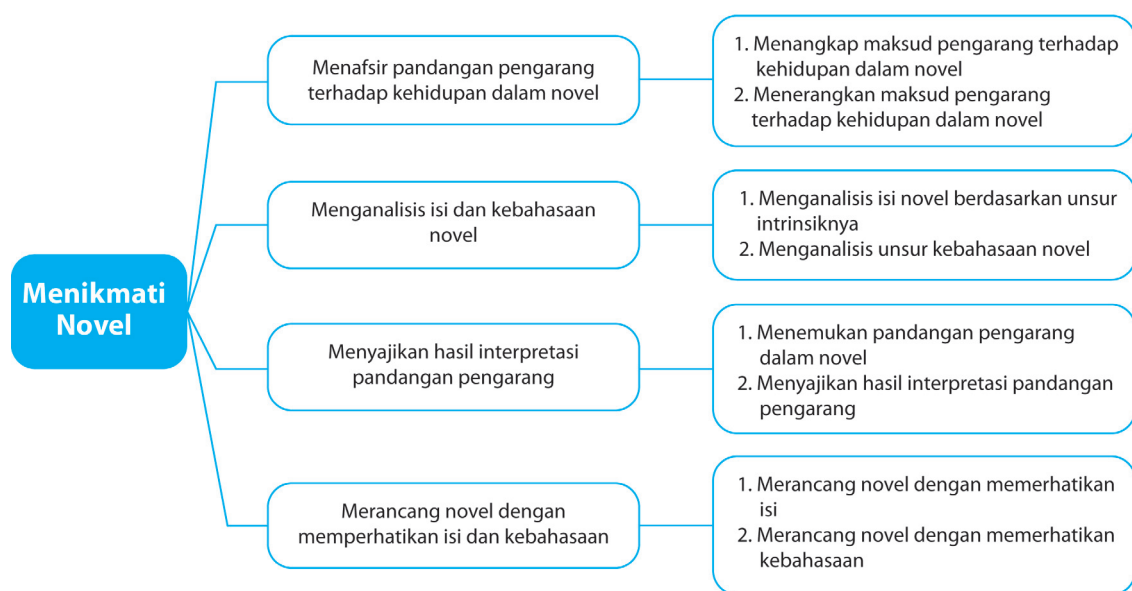 Menikmati
Novel
Menafsir pandangan pengarang
terhadap kehidupan dalam novel
1. Menangkap maksud pengarang terhadap
kehidupan dalam novel
2. Menerangkan maksud pengarang
terhadap kehidupan dalam novel
Menganalisis isi dan kebahasaan
novel
1. Menganalisis isi novel berdasarkan unsur
intrinsiknya
2. Menganalisis unsur kebahasaan novel
Menyajikan hasil interpretasi
pandangan pengarang
1. Menemukan pandangan pengarang
dalam novel
2. Menyajikan hasil interpretasi pandangan
pengarang
Merancang novel dengan
memperhatikan isi dan kebahasaan
1. Merancang novel dengan memerhatikan
isi
2. Merancang novel dengan memerhatikan
kebahasaan